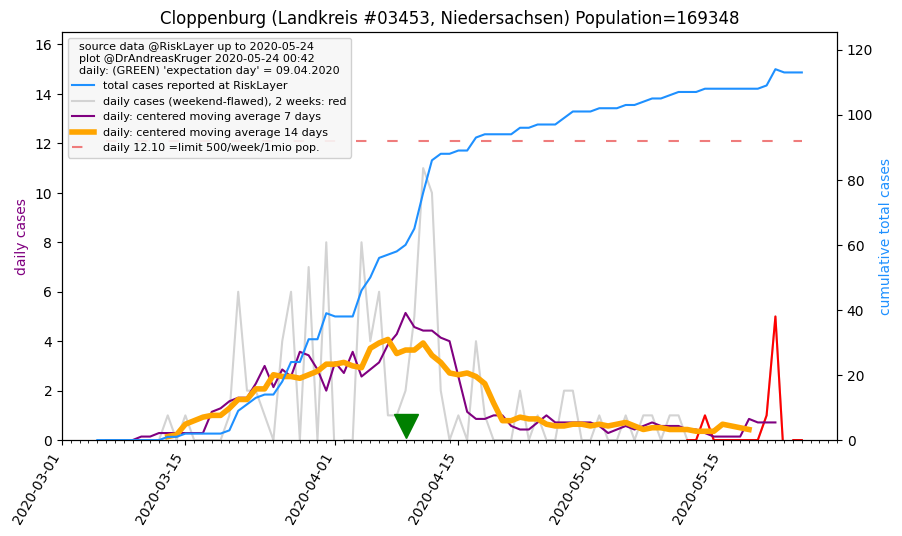 Cloppenburg (Landkreis #03453, Niedersachsen) Population=169348
source data @RiskLayer up to 2020-05-24
plot @DrAndreasKruger 2020-05-24 00:42
daily: (GREEN) 'expectation day' = 09.04.2020
total cases reported at RiskLayer
daily cases (weekend-flawed), 2 weeks: red
daily: centered moving average 7 days
daily: centered moving average 14 days
daily 12.10 =limit 500/week/1mio pop.
daily cases
16
14
12
10
8
6
4
2
0
120
100
80
60
40
20
0
cumulative total cases
2020-03-01
2020-03-15
2020-04-01
2020-04-15
2020-05-01
2020-05-15